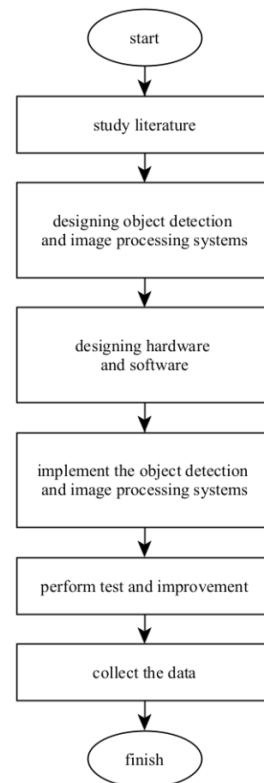 start
study literature
designing object detection
and image processing systems
designing hardware
and software
implement the object detection
and image processing systems
perform test and improvement
collect the data
finish